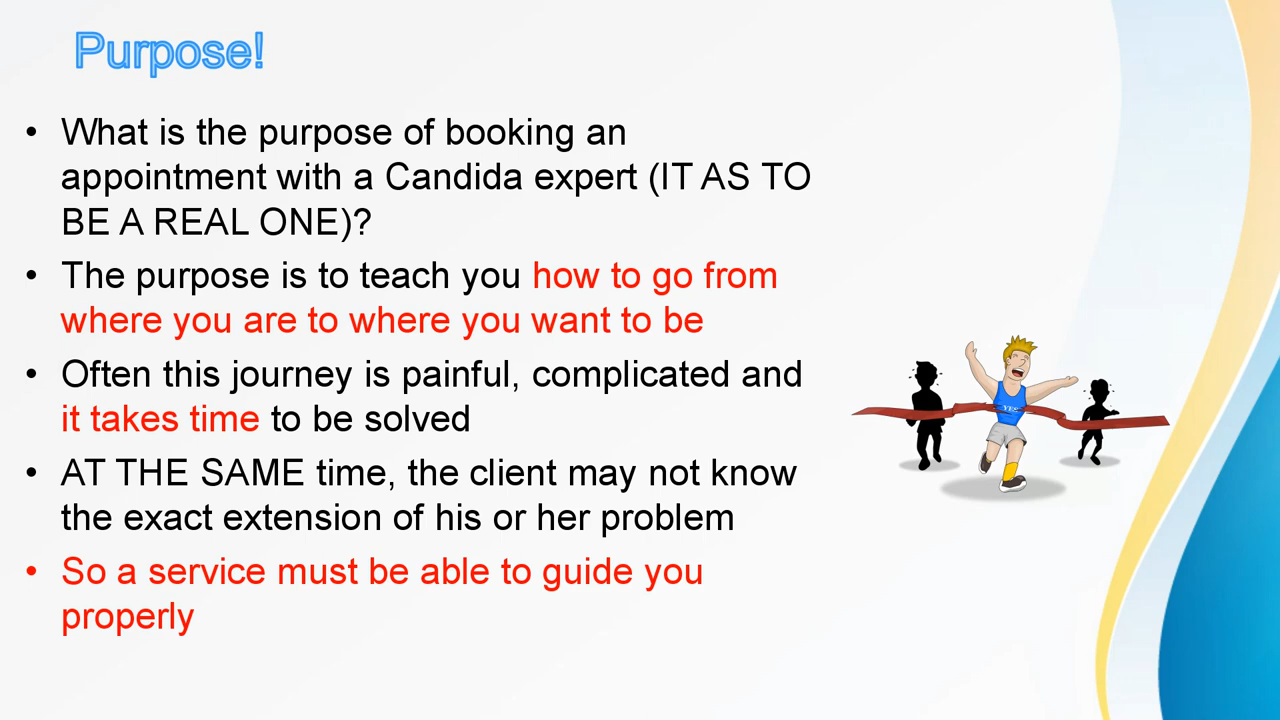 Purpose!
• What is the purpose of booking an
appointment with a Candida expert (IT AS TO
BE A REAL ONE)?
• The purpose is to teach you how to go from
where you are to where you want to be
• Often this journey is painful, complicated and
it takes time to be solved
• AT THE SAME time, the client may not know
the exact extension of his or her problem
• So a service must be able to guide you
properly
YES